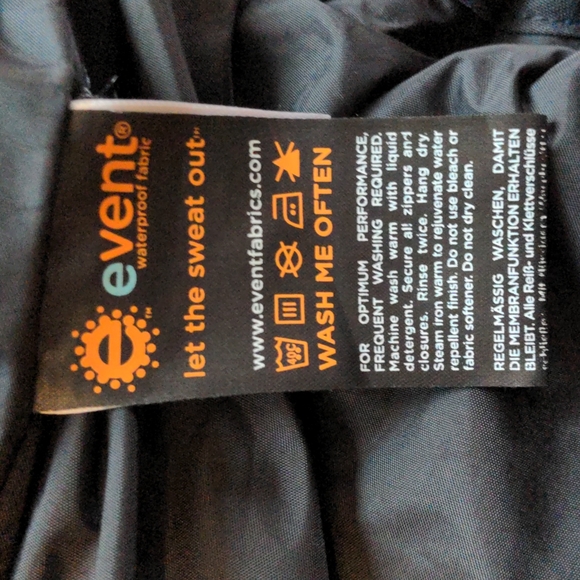 event®
waterproof fabric
let the sweat out™
www.eventfabrics.com
WASH ME OFTEN
FOR OPTIMUM PERFORMANCE,
FREQUENT WASHING REQUIRED.
Machine wash warm with liquid
detergent. Secure all zippers and
closures. Rinse twice. Hang dry.
Steam iron warm to rejuvenate water
repellent finish. Do not use bleach or
fabric softener. Do not dry clean.
REGELMÄSSIG WASCHEN, DAMIT
DIE MEMBRANFUNKTION ERHALTEN
BLEIBT. Alle Reiß- und Klettverschlüsse